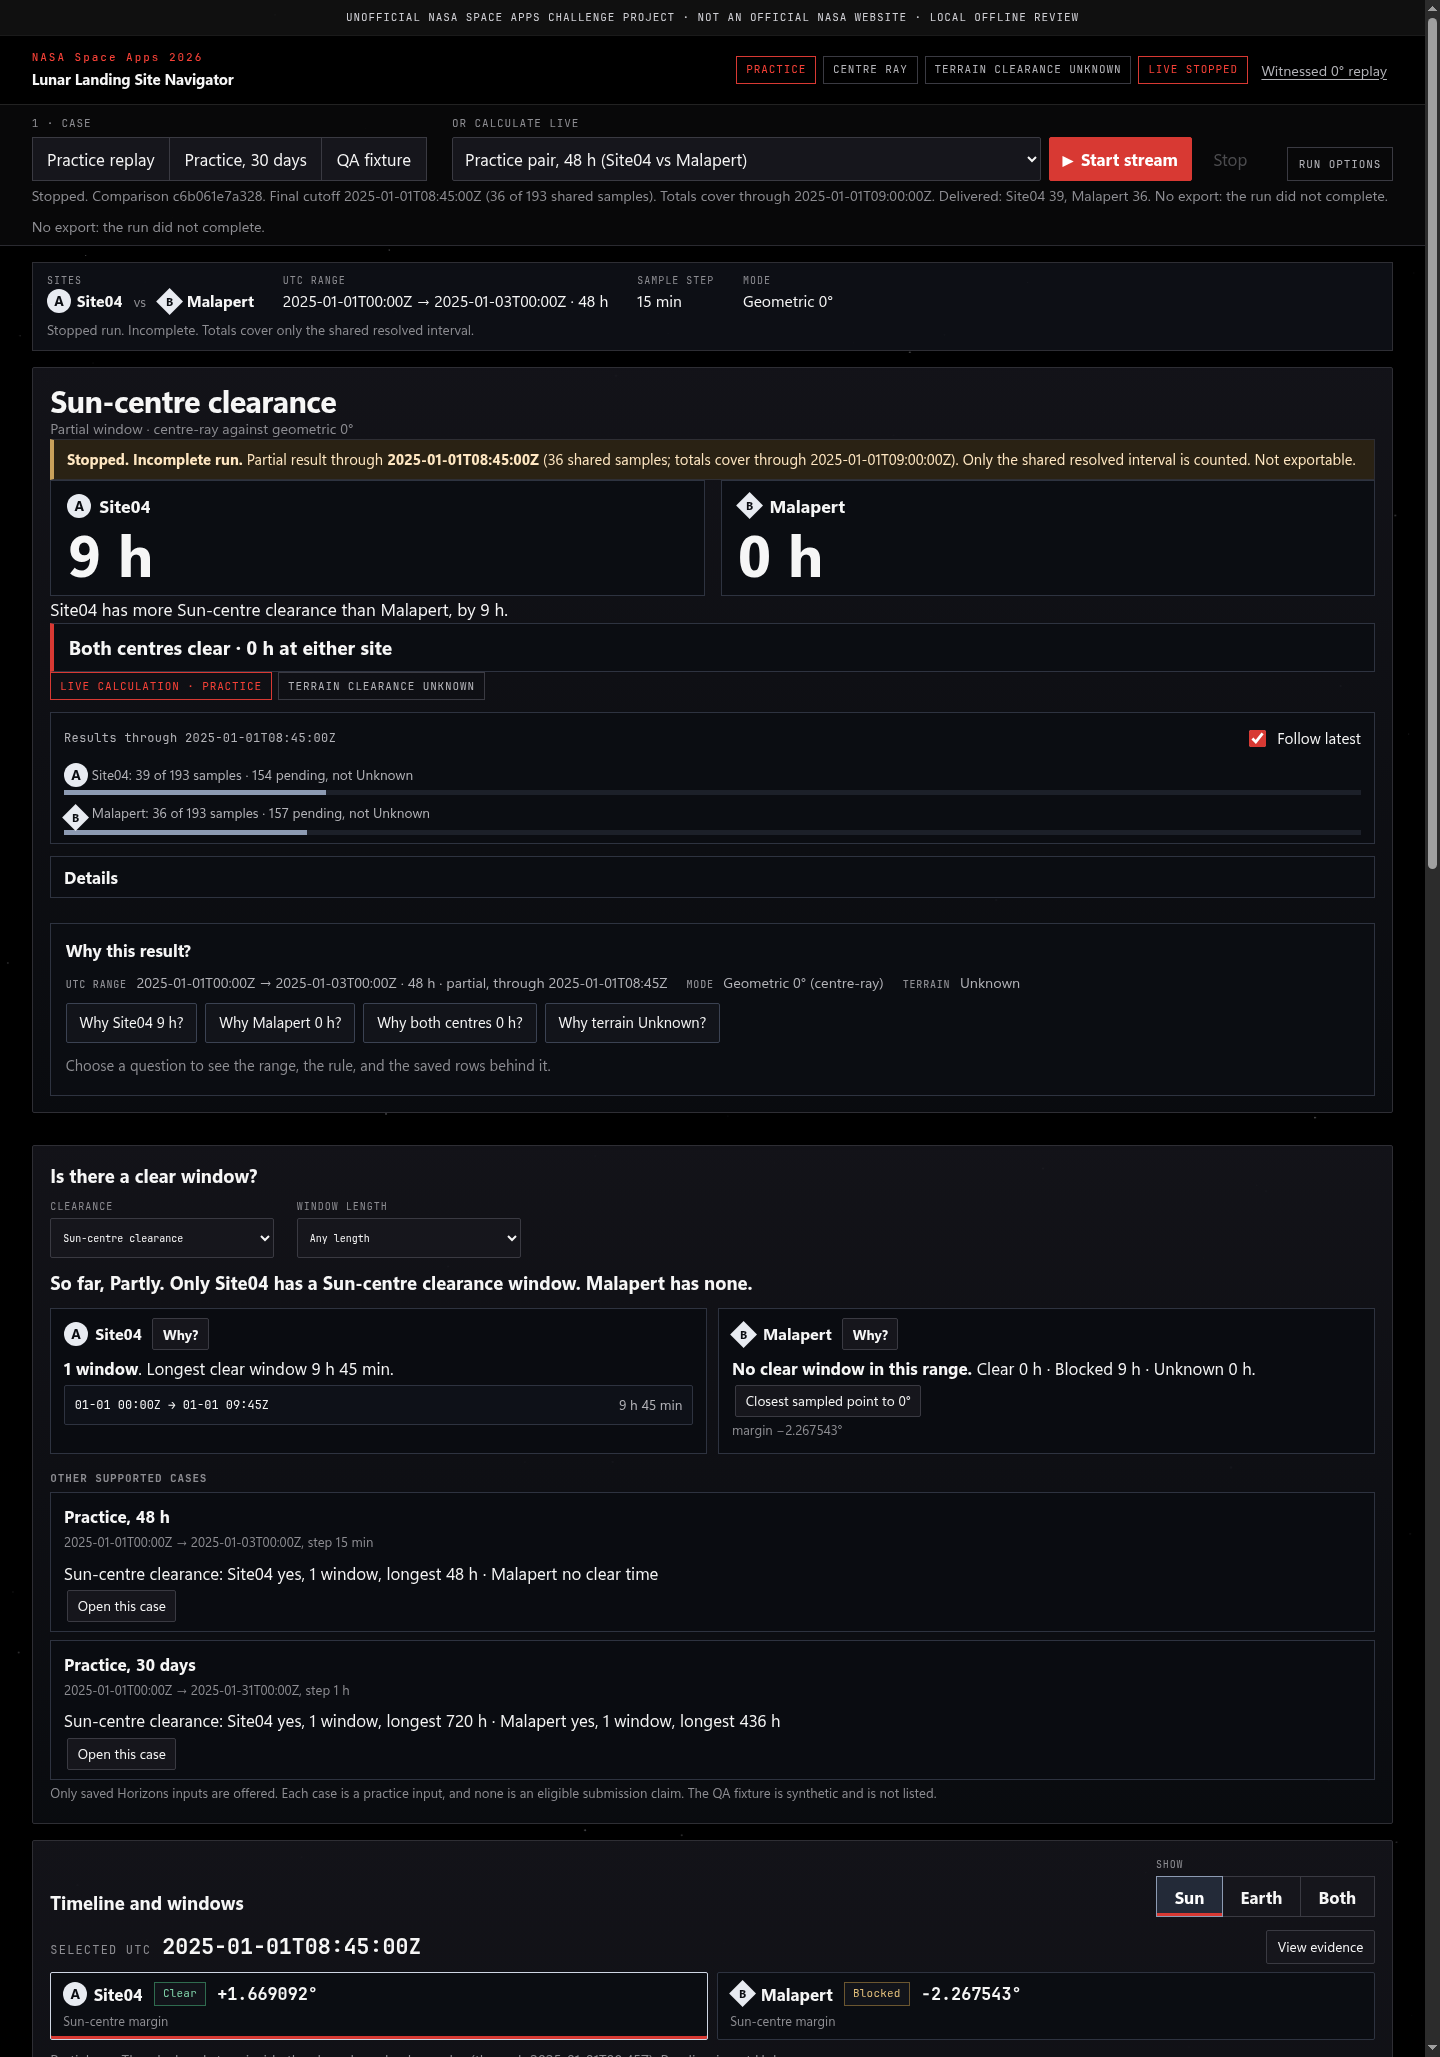 UNOFFICIAL NASA SPACE APPS CHALLENGE PROJECT · NOT AN OFFICIAL NASA WEBSITE · LOCAL OFFLINE REVIEW
NASA Space Apps 2026
Lunar Landing Site Navigator
PRACTICE
CENTRE RAY
TERRAIN CLEARANCE UNKNOWN
LIVE STOPPED
Witnessed 0° replay
1 · CASE
Practice replay
Practice, 30 days
QA fixture
OR CALCULATE LIVE
Practice pair, 48 h (Site04 vs Malapert)
▶ Start stream
Stop
RUN OPTIONS
Stopped. Comparison c6b061e7a328. Final cutoff 2025-01-01T08:45:00Z (36 of 193 shared samples). Totals cover through 2025-01-01T09:00:00Z. Delivered: Site04 39, Malapert 36. No export: the run did not complete.
No export: the run did not complete.
SITES
A Site04 vs B Malapert
UTC RANGE
2025-01-01T00:00Z → 2025-01-03T00:00Z · 48 h
SAMPLE STEP
15 min
MODE
Geometric 0°
Stopped run. Incomplete. Totals cover only the shared resolved interval.
Sun-centre clearance
Partial window · centre-ray against geometric 0°
Stopped. Incomplete run. Partial result through 2025-01-01T08:45:00Z (36 shared samples; totals cover through 2025-01-01T09:00:00Z). Only the shared resolved interval is counted. Not exportable.
A Site04
9 h
B Malapert
0 h
Site04 has more Sun-centre clearance than Malapert, by 9 h.
Both centres clear · 0 h at either site
LIVE CALCULATION · PRACTICE
TERRAIN CLEARANCE UNKNOWN
Results through 2025-01-01T08:45:00Z
Follow latest
A Site04: 39 of 193 samples · 154 pending, not Unknown
B Malapert: 36 of 193 samples · 157 pending, not Unknown
Details
Why this result?
UTC RANGE 2025-01-01T00:00Z → 2025-01-03T00:00Z · 48 h · partial, through 2025-01-01T08:45Z MODE Geometric 0° (centre-ray) TERRAIN Unknown
Why Site04 9 h?
Why Malapert 0 h?
Why both centres 0 h?
Why terrain Unknown?
Choose a question to see the range, the rule, and the saved rows behind it.
Is there a clear window?
CLEARANCE
Sun-centre clearance
WINDOW LENGTH
Any length
So far, Partly. Only Site04 has a Sun-centre clearance window. Malapert has none.
A Site04 Why?
1 window. Longest clear window 9 h 45 min.
01-01 00:00Z → 01-01 09:45Z 9 h 45 min
B Malapert Why?
No clear window in this range. Clear 0 h · Blocked 9 h · Unknown 0 h.
Closest sampled point to 0°
margin −2.267543°
OTHER SUPPORTED CASES
Practice, 48 h
2025-01-01T00:00Z → 2025-01-03T00:00Z, step 15 min
Sun-centre clearance: Site04 yes, 1 window, longest 48 h · Malapert no clear time
Open this case
Practice, 30 days
2025-01-01T00:00Z → 2025-01-31T00:00Z, step 1 h
Sun-centre clearance: Site04 yes, 1 window, longest 720 h · Malapert yes, 1 window, longest 436 h
Open this case
Only saved Horizons inputs are offered. Each case is a practice input, and none is an eligible submission claim. The QA fixture is synthetic and is not listed.
Timeline and windows
SHOW
Sun
Earth
Both
SELECTED UTC 2025-01-01T08:45:00Z
View evidence
A Site04 Clear +1.669092°
Sun-centre margin
B Malapert Blocked -2.267543°
Sun-centre margin